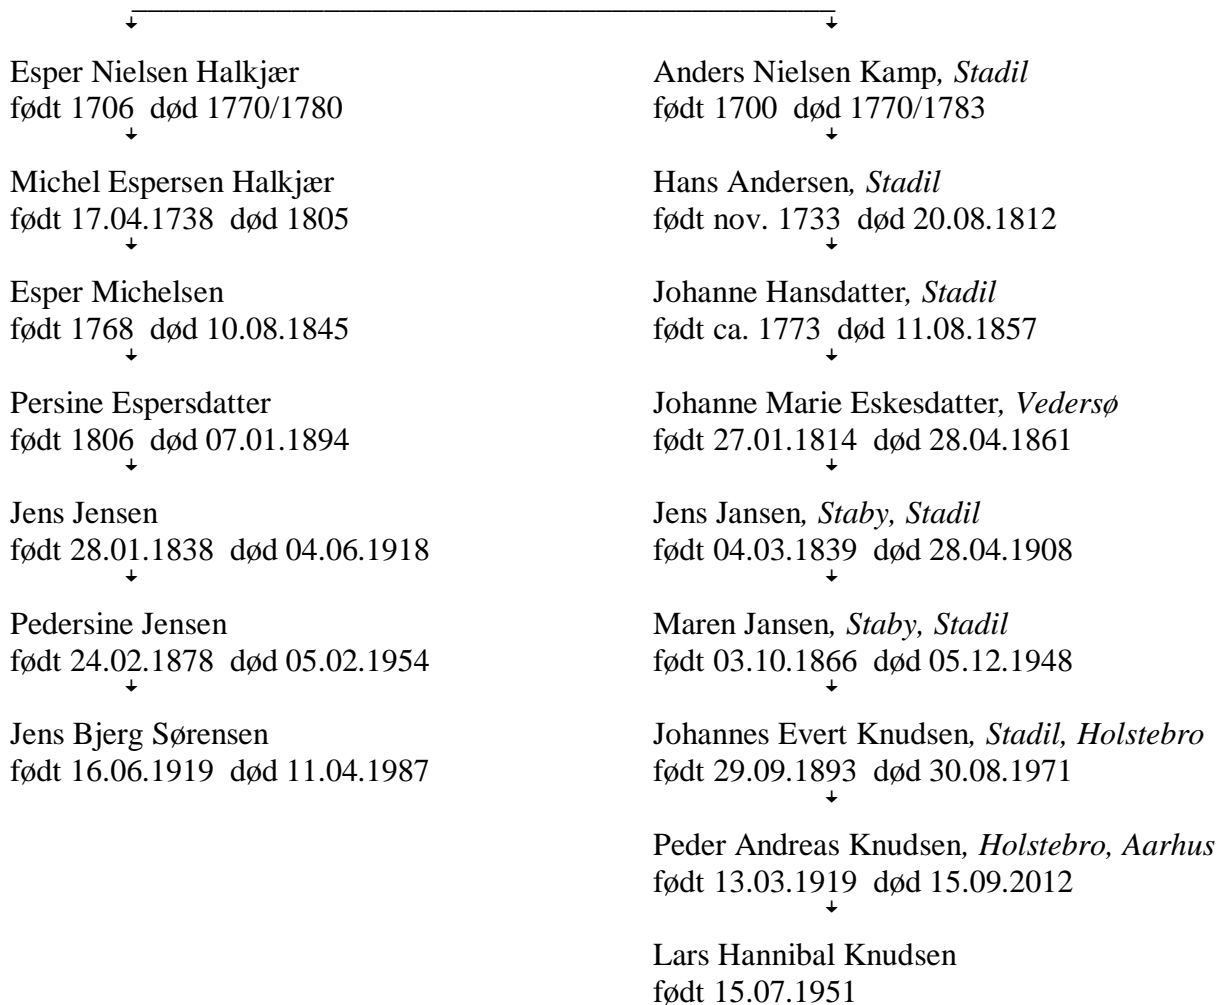 Esper Nielsen Halkjær
født 1706  død 1770/1780
Michel Espersen Halkjær
født 17.04.1738  død 1805
Esper Michelsen
født 1768  død 10.08.1845
Persine Espersdatter
født 1806  død 07.01.1894
Jens Jensen
født 28.01.1838  død 04.06.1918
Pedersine Jensen
født 24.02.1878  død 05.02.1954
Jens Bjerg Sørensen
født 16.06.1919  død 11.04.1987
Anders Nielsen Kamp, Stadil
født 1700  død 1770/1783
Hans Andersen, Stadil
født nov. 1733  død 20.08.1812
Johanne Hansdatter, Stadil
født ca. 1773  død 11.08.1857
Johanne Marie Eskesdatter, Vedersø
født 27.01.1814  død 28.04.1861
Jens Jansen, Staby, Stadil
født 04.03.1839  død 28.04.1908
Maren Jansen, Staby, Stadil
født 03.10.1866  død 05.12.1948
Johannes Evert Knudsen, Stadil, Holstebro
født 29.09.1893  død 30.08.1971
Peder Andreas Knudsen, Holstebro, Aarhus
født 13.03.1919  død 15.09.2012
Lars Hannibal Knudsen
født 15.07.1951